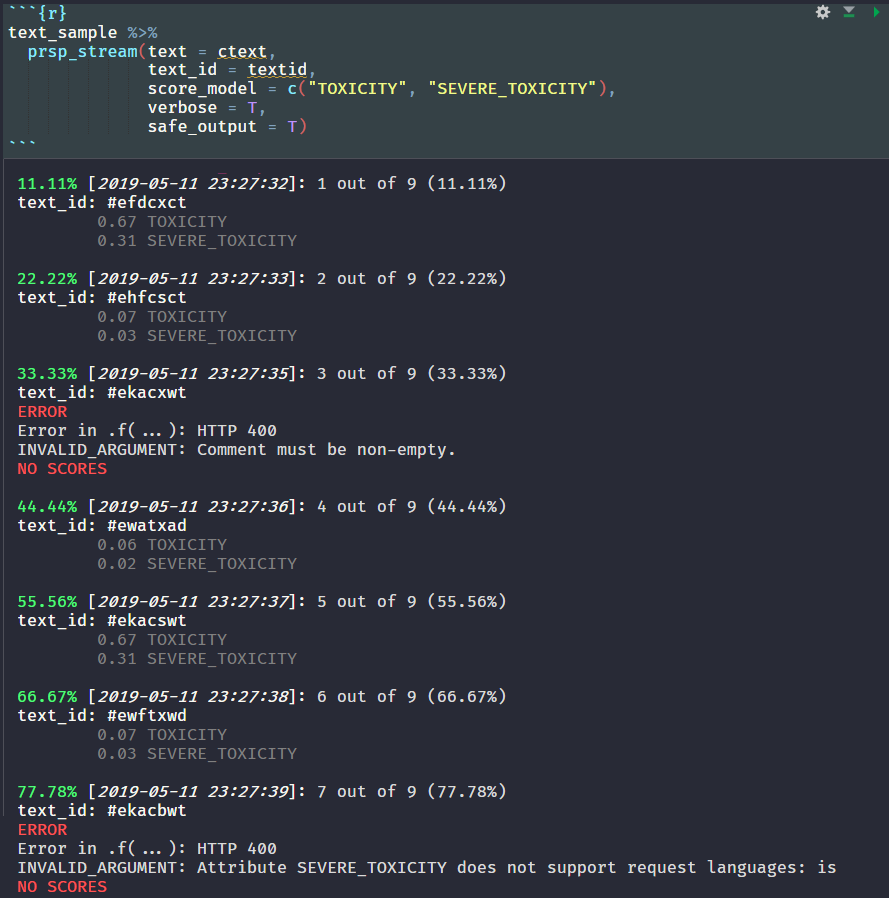 ```{r}
text_sample %>%
  prsp_stream(text = ctext,
              text_id = textid,
              score_model = c("TOXICITY", "SEVERE_TOXICITY"),
              verbose = T,
              safe_output = T)
```
11.11% [2019-05-11 23:27:32]: 1 out of 9 (11.11%)
text_id: #efdcxct
        0.67 TOXICITY
        0.31 SEVERE_TOXICITY
22.22% [2019-05-11 23:27:33]: 2 out of 9 (22.22%)
text_id: #ehfcsct
        0.07 TOXICITY
        0.03 SEVERE_TOXICITY
33.33% [2019-05-11 23:27:35]: 3 out of 9 (33.33%)
text_id: #ekacxwt
ERROR
Error in .f(...): HTTP 400
INVALID_ARGUMENT: Comment must be non-empty.
NO SCORES
44.44% [2019-05-11 23:27:36]: 4 out of 9 (44.44%)
text_id: #ewatxad
        0.06 TOXICITY
        0.02 SEVERE_TOXICITY
55.56% [2019-05-11 23:27:37]: 5 out of 9 (55.56%)
text_id: #ekacswt
        0.67 TOXICITY
        0.31 SEVERE_TOXICITY
66.67% [2019-05-11 23:27:38]: 6 out of 9 (66.67%)
text_id: #ewftxwd
        0.07 TOXICITY
        0.03 SEVERE_TOXICITY
77.78% [2019-05-11 23:27:39]: 7 out of 9 (77.78%)
text_id: #ekacbwt
ERROR
Error in .f(...): HTTP 400
INVALID_ARGUMENT: Attribute SEVERE_TOXICITY does not support request languages: is
NO SCORES